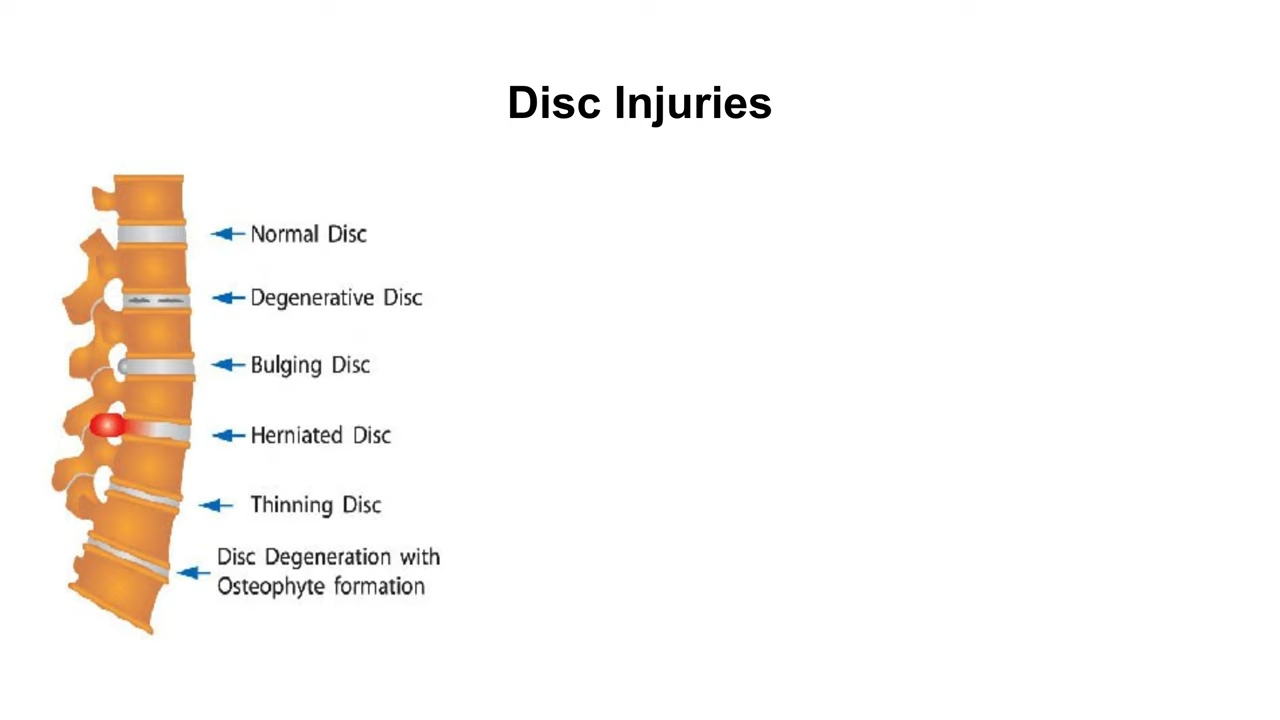 Disc Injuries
Normal Disc
Degenerative Disc
Bulging Disc
Herniated Disc
Thinning Disc
Disc Degeneration with
Osteophyte formation